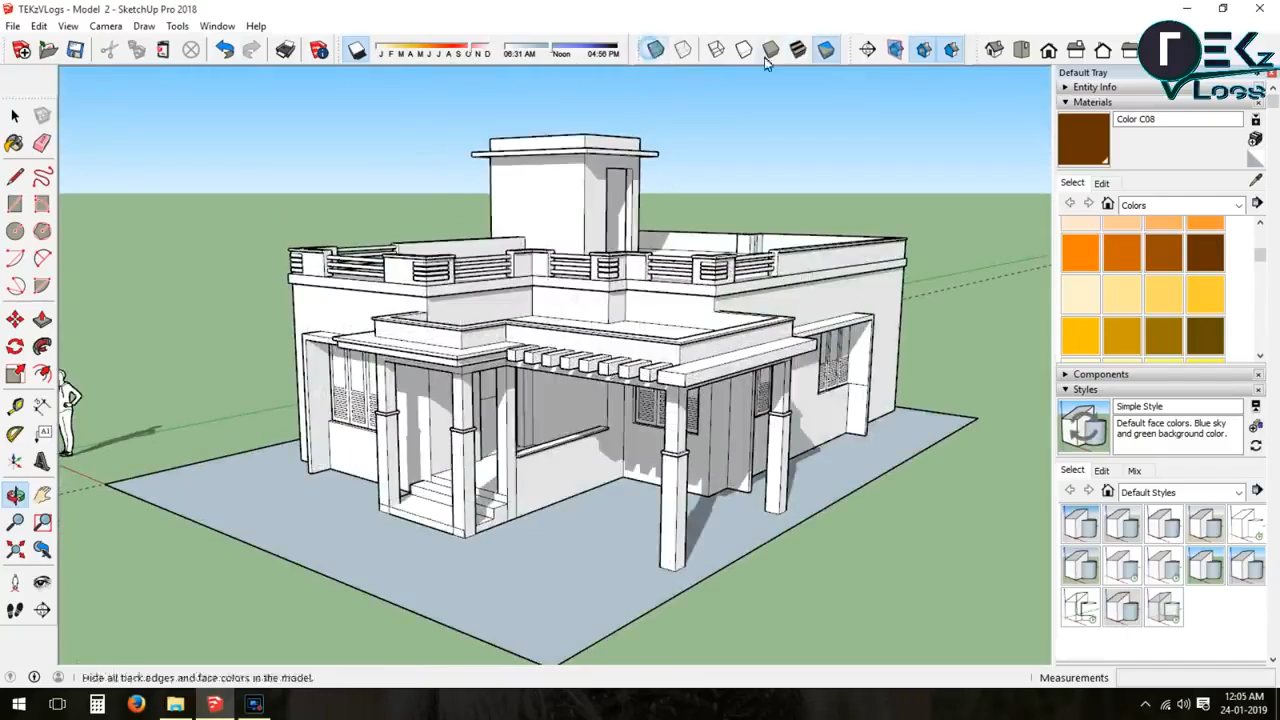 TEKzVLogs - Model 2 - SketchUp Pro 2018
File Edit View Camera Draw Tools Window Help
J F M A M J J A S O N D
06:31 AM Noon 04:56 PM
TEKz
VLogs
Default Tray
Entity Info
Materials
Color C08
Select Edit
Colors
Components
Styles
Simple Style
Default face colors. Blue sky
and green background color.
Select Edit Mix
Default Styles
A1
Hide all back edges and face colors in the model.
Measurements
12:05 AM
24-01-2019